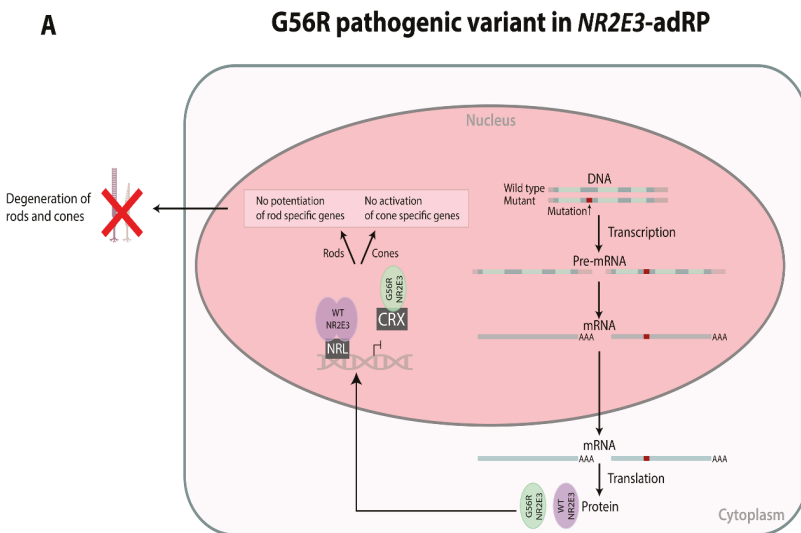 A
G56R pathogenic variant in NR2E3-adRP
Nucleus
DNA
Wild type
Mutant
Mutation↑
Transcription
Pre-mRNA
mRNA
AAA
AAA
No potentiation
of rod specific genes
No activation
of cone specific genes
Rods
Cones
G56R
NR2E3
CRX
WT
NR2E3
NRL
Degeneration of
rods and cones
mRNA
AAA
AAA
Translation
G56R
NR2E3
WT
NR2E3
Protein
Cytoplasm